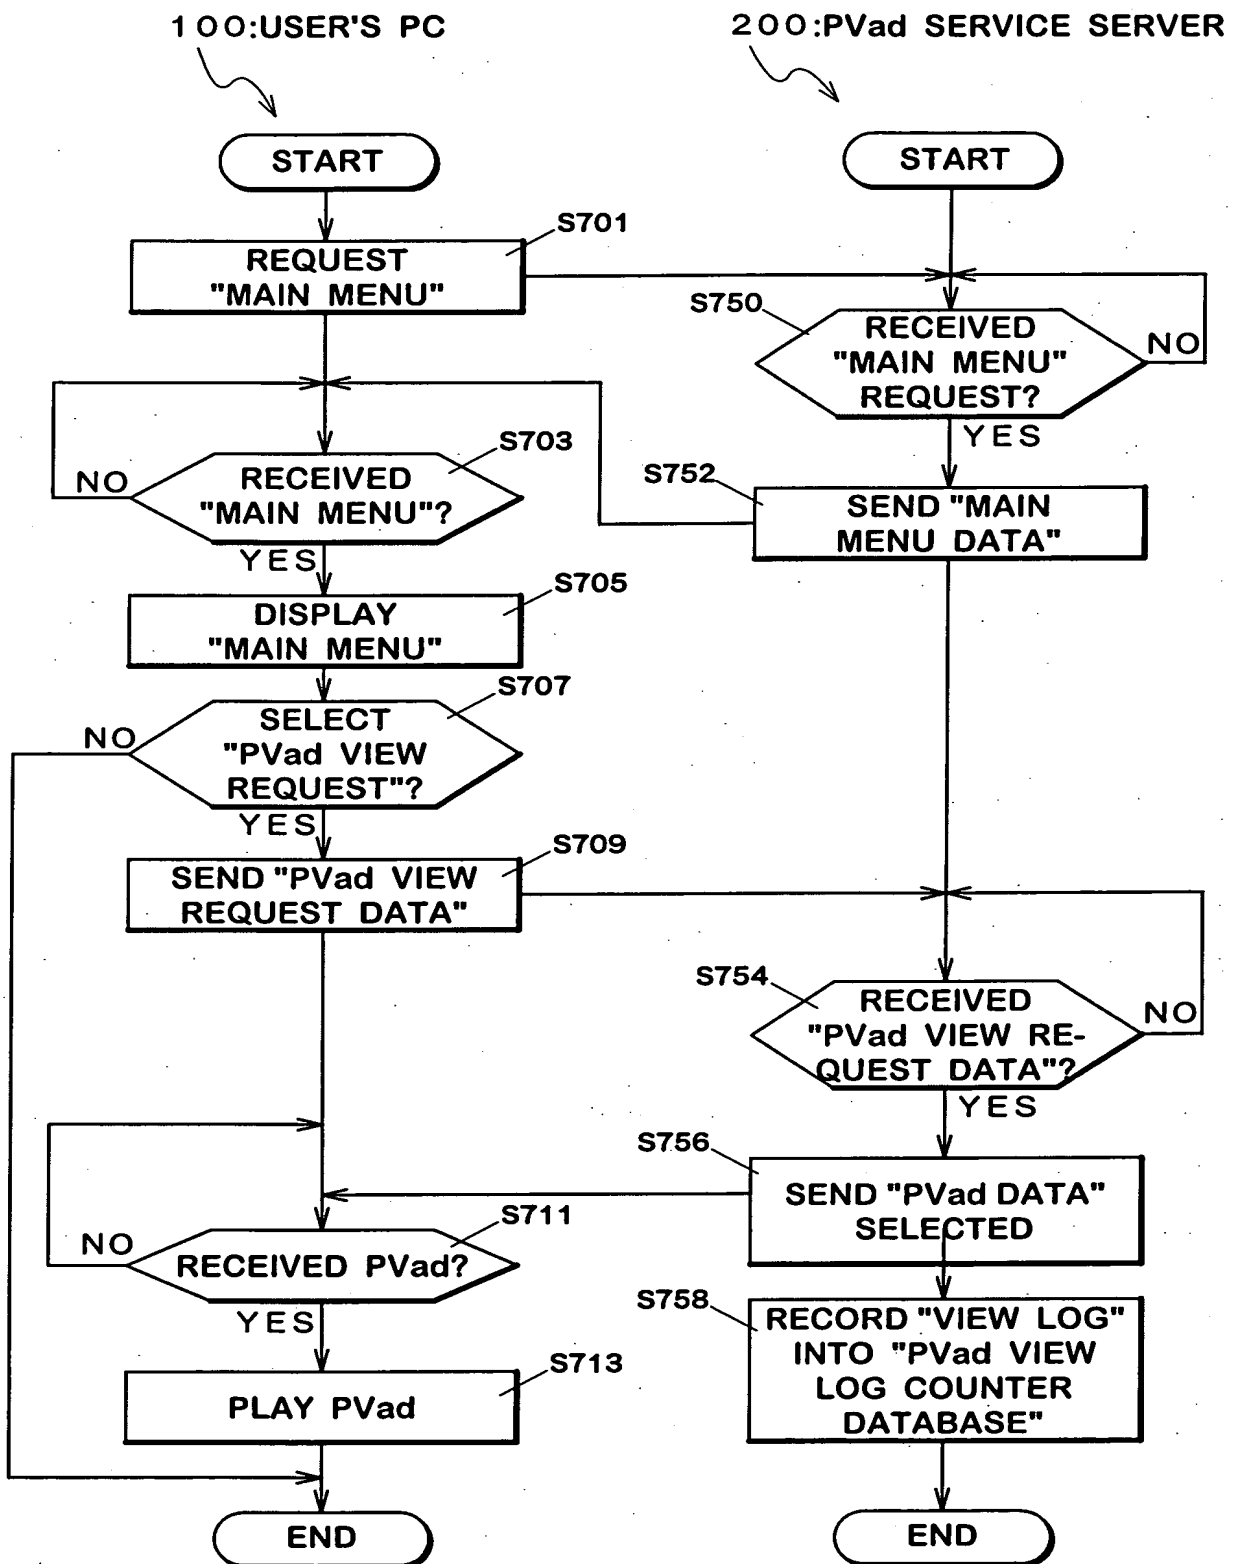 100:USER'S PC
200:PVad SERVICE SERVER
START
START
S701
REQUEST
"MAIN MENU"
S750
RECEIVED
"MAIN MENU"
REQUEST?
NO
YES
S703
RECEIVED
"MAIN MENU"?
NO
YES
S752
SEND "MAIN
MENU DATA"
S705
DISPLAY
"MAIN MENU"
S707
SELECT
"PVad VIEW
REQUEST"?
NO
YES
S709
SEND "PVad VIEW
REQUEST DATA"
S754
RECEIVED
"PVad VIEW RE-
QUEST DATA"?
NO
YES
S756
SEND "PVad DATA"
SELECTED
S711
RECEIVED PVad?
NO
YES
S758
RECORD "VIEW LOG"
INTO "PVad VIEW
LOG COUNTER
DATABASE"
S713
PLAY PVad
END
END